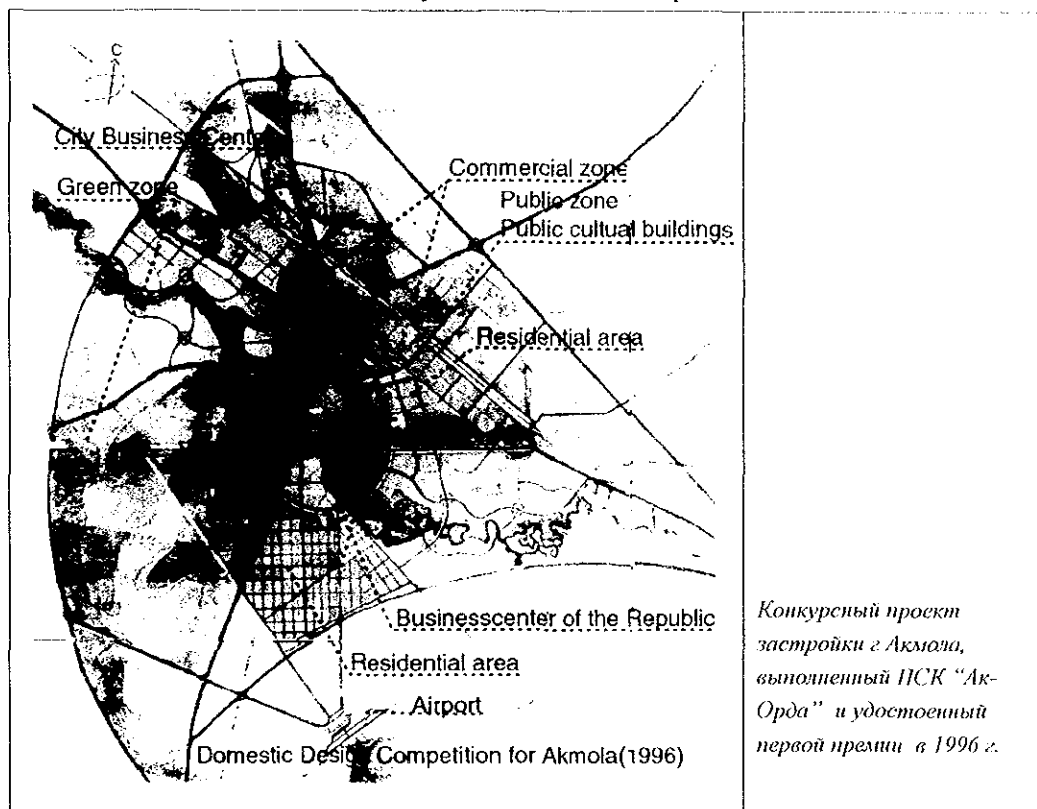 С
City Business Cente
Green zone
Commercial zone
Public zone
Public cultual buildings
Residential area
Businesscenter of the Republic
Residential area
Airport
Domestic Design Competition for Akmola(1996)
Конкурсный проект
застройки г Акмола,
выполненный ПСК “Ак-
Орда” и удостоенный
первой премии в 1996 г.